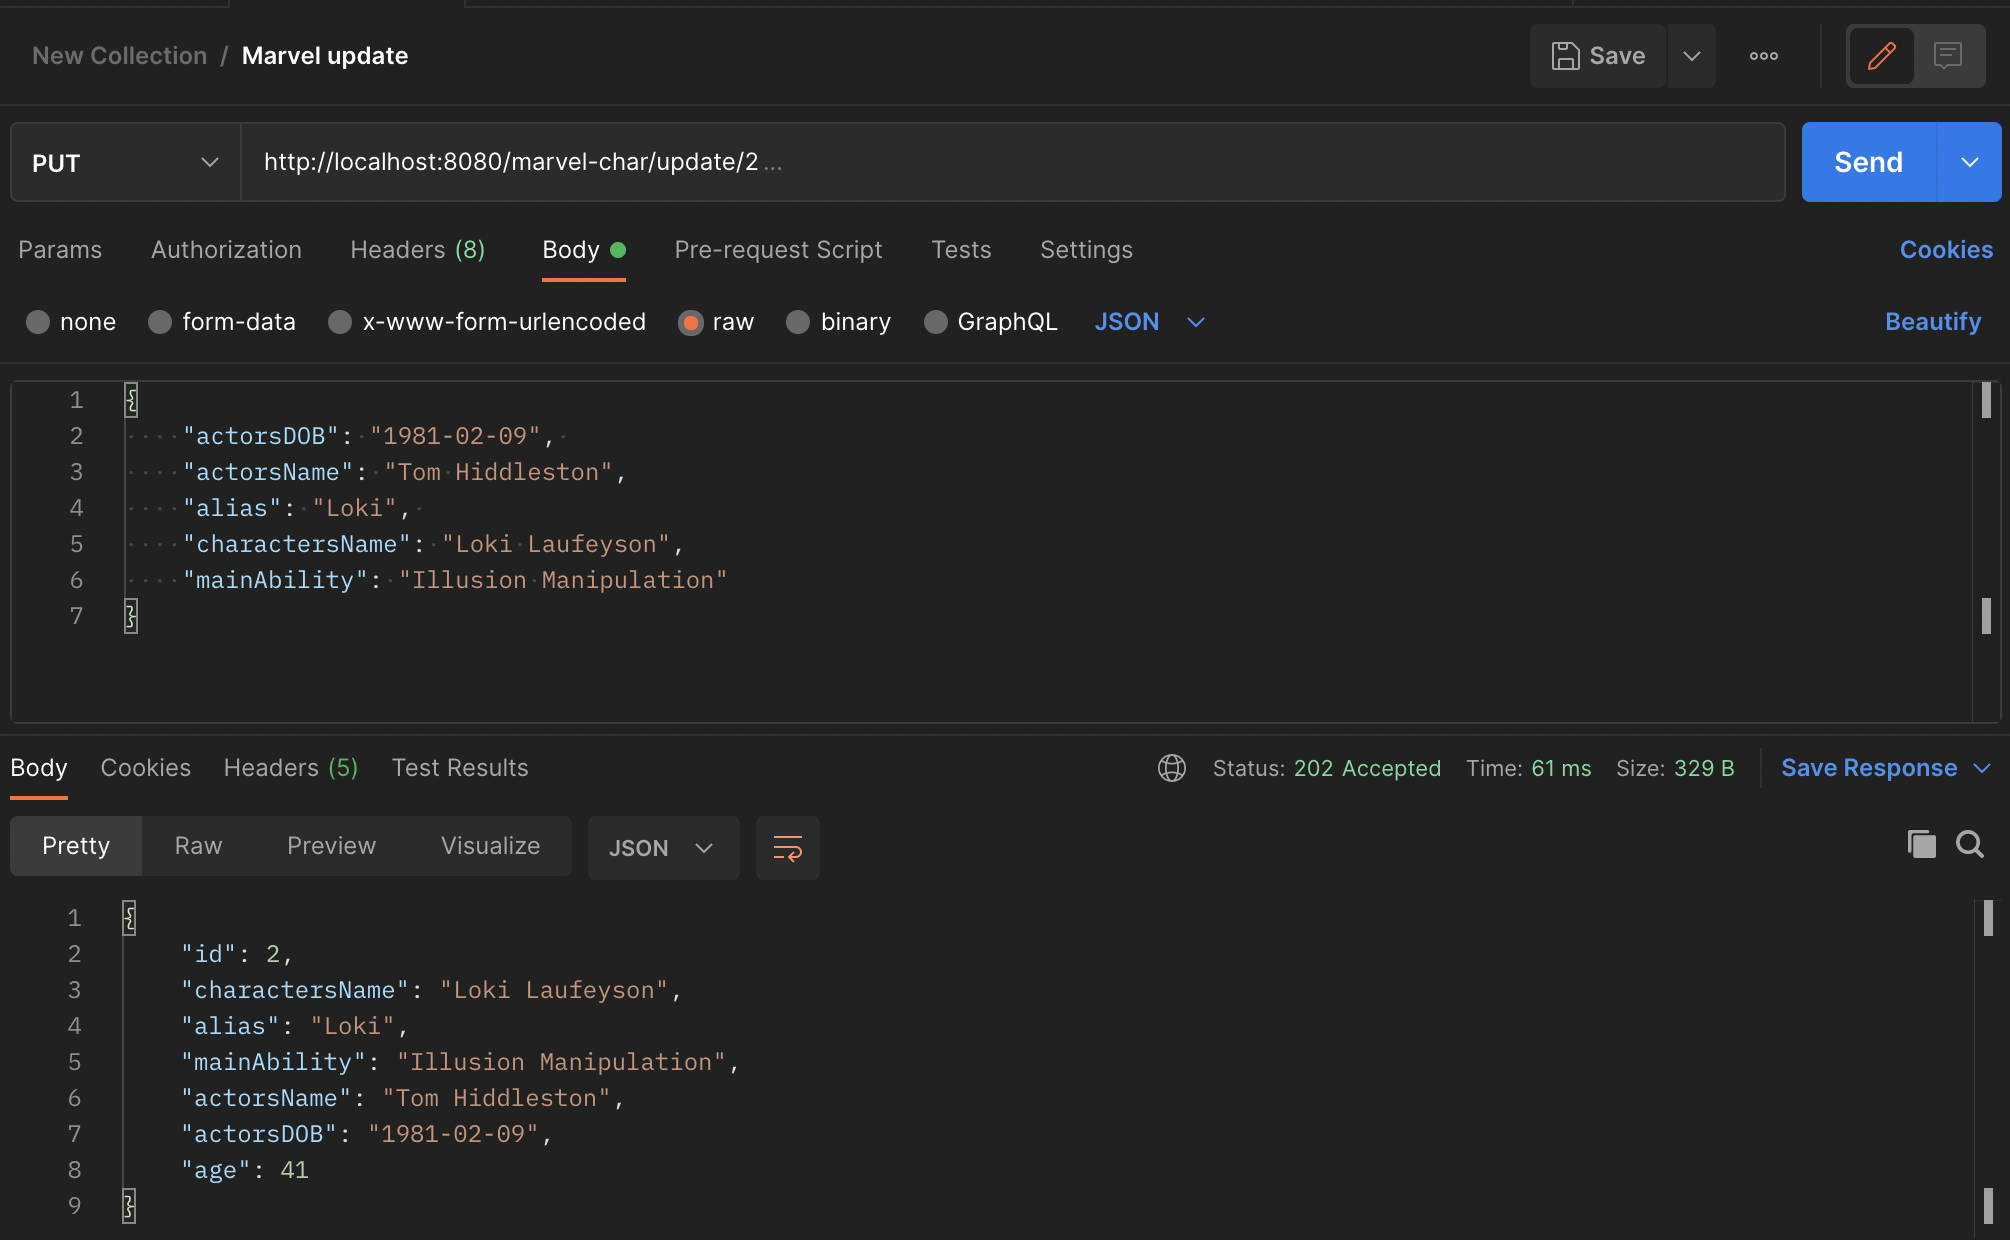 New Collection / Marvel update
Save
PUT
http://localhost:8080/marvel-char/update/2 ...
Send
Params Authorization Headers (8) Body Pre-request Script Tests Settings Cookies
none form-data x-www-form-urlencoded raw binary GraphQL JSON Beautify
1 {
2 "actorsDOB": "1981-02-09",
3 "actorsName": "Tom Hiddleston",
4 "alias": "Loki",
5 "charactersName": "Loki Laufeyson",
6 "mainAbility": "Illusion Manipulation"
7 }
Body Cookies Headers (5) Test Results Status: 202 Accepted Time: 61 ms Size: 329 B Save Response
Pretty Raw Preview Visualize JSON
1 {
2 "id": 2,
3 "charactersName": "Loki Laufeyson",
4 "alias": "Loki",
5 "mainAbility": "Illusion Manipulation",
6 "actorsName": "Tom Hiddleston",
7 "actorsDOB": "1981-02-09",
8 "age": 41
9 }